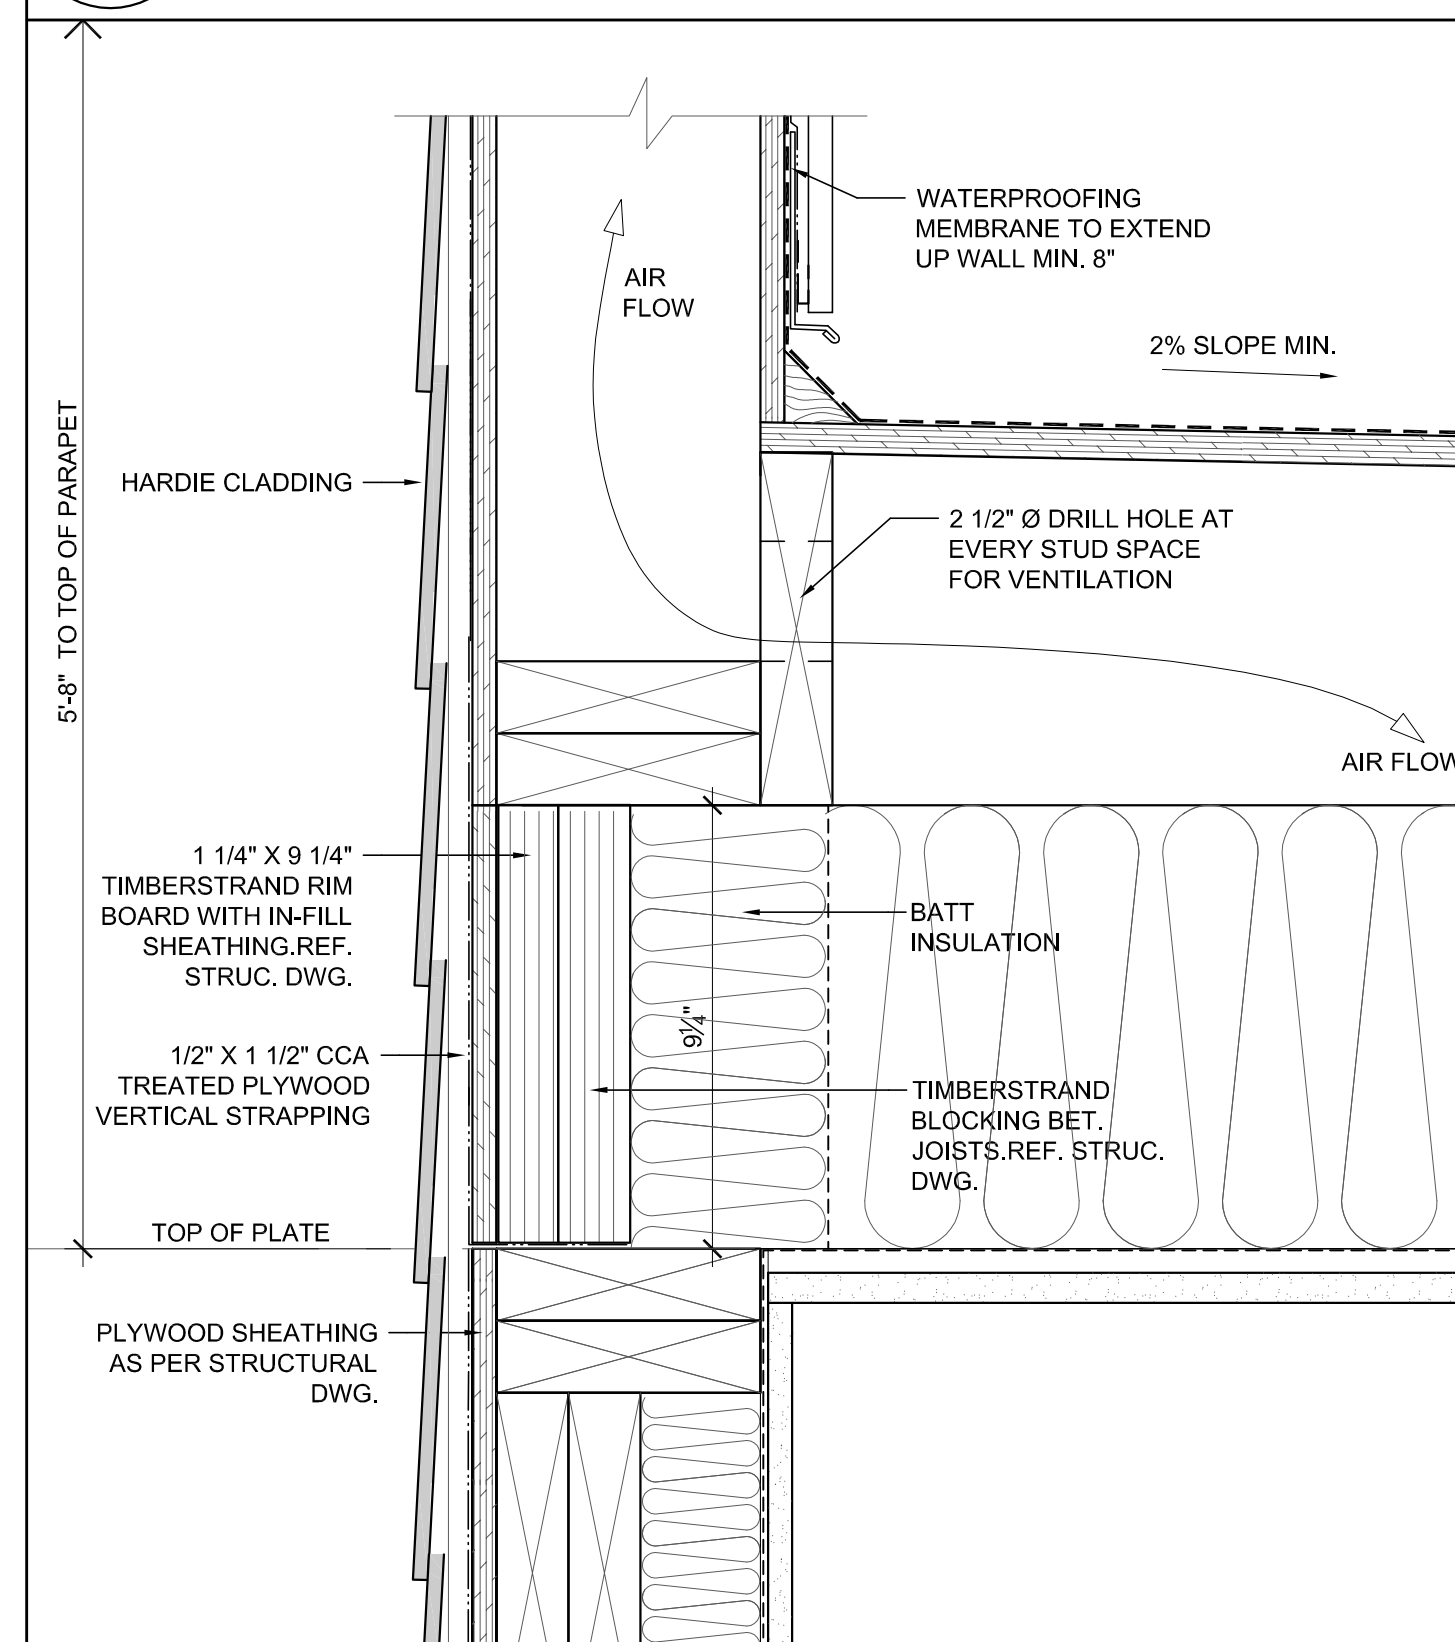 WATERPROOFING
MEMBRANE TO EXTEND
UP WALL MIN. 8"
AIR
FLOW
2% SLOPE MIN.
5'-8" TO TOP OF PARAPET
HARDIE CLADDING
2 1/2" Ø DRILL HOLE AT
EVERY STUD SPACE
FOR VENTILATION
AIR FLOW
1 1/4" X 9 1/4"
TIMBERSTRAND RIM
BOARD WITH IN-FILL
SHEATHING.REF.
STRUC. DWG.
BATT
INSULATION
9¼"
1/2" X 1 1/2" CCA
TREATED PLYWOOD
VERTICAL STRAPPING
TIMBERSTRAND
BLOCKING BET.
JOISTS.REF. STRUC.
DWG.
TOP OF PLATE
PLYWOOD SHEATHING
AS PER STRUCTURAL
DWG.